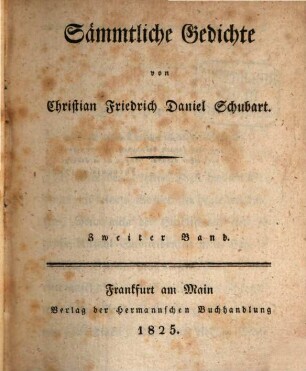 Sämmtliche Gedichte
von
Christian Friedrich Daniel Schubart.
Zweiter Band.
Frankfurt am Main
Verlag der Hermannschen Buchhandlung
1825.